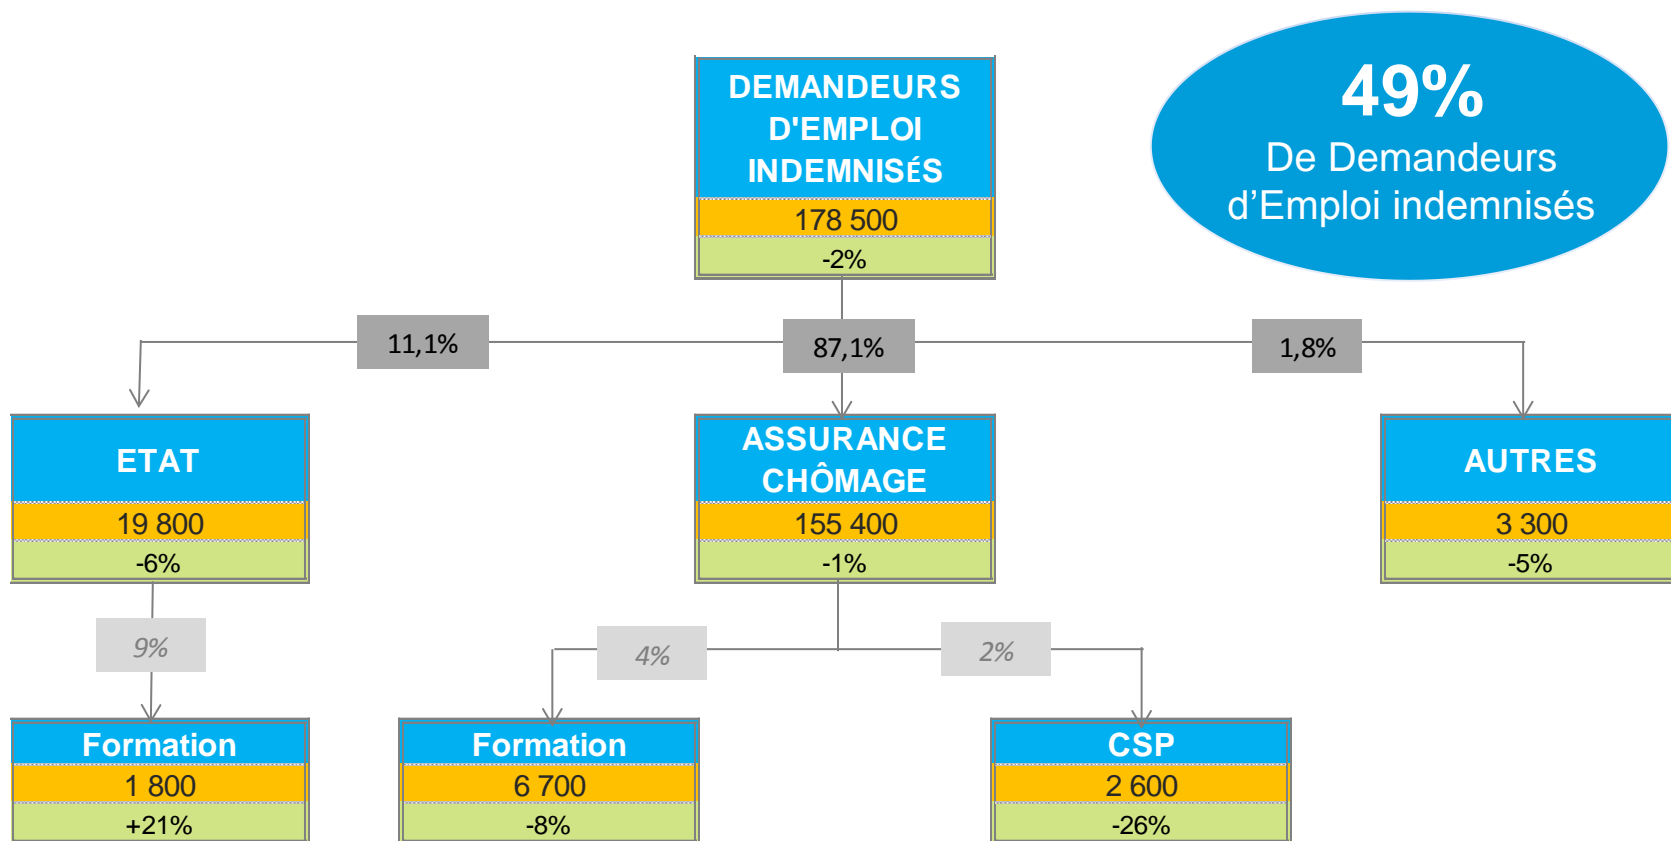 DEMANDEURS
D'EMPLOI
INDEMNISÉS
178 500
-2%
49%
De Demandeurs
d’Emploi indemnisés
11,1%
87,1%
1,8%
ETAT
19 800
-6%
ASSURANCE
CHÔMAGE
155 400
-1%
AUTRES
3 300
-5%
9%
4%
2%
Formation
1 800
+21%
Formation
6 700
-8%
CSP
2 600
-26%